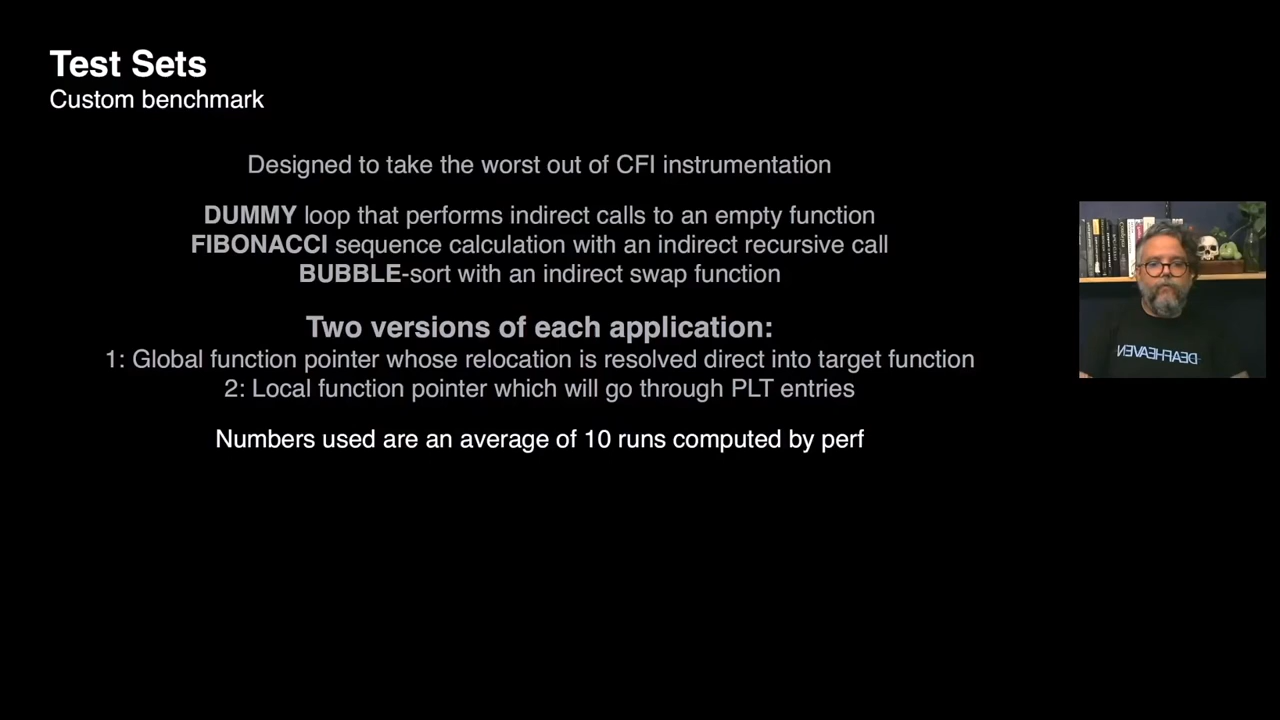 Test Sets
Custom benchmark
Designed to take the worst out of CFI instrumentation
DUMMY loop that performs indirect calls to an empty function
FIBONACCI sequence calculation with an indirect recursive call
BUBBLE-sort with an indirect swap function
Two versions of each application:
1: Global function pointer whose relocation is resolved direct into target function
2: Local function pointer which will go through PLT entries
Numbers used are an average of 10 runs computed by perf
DEAFHEAVEN